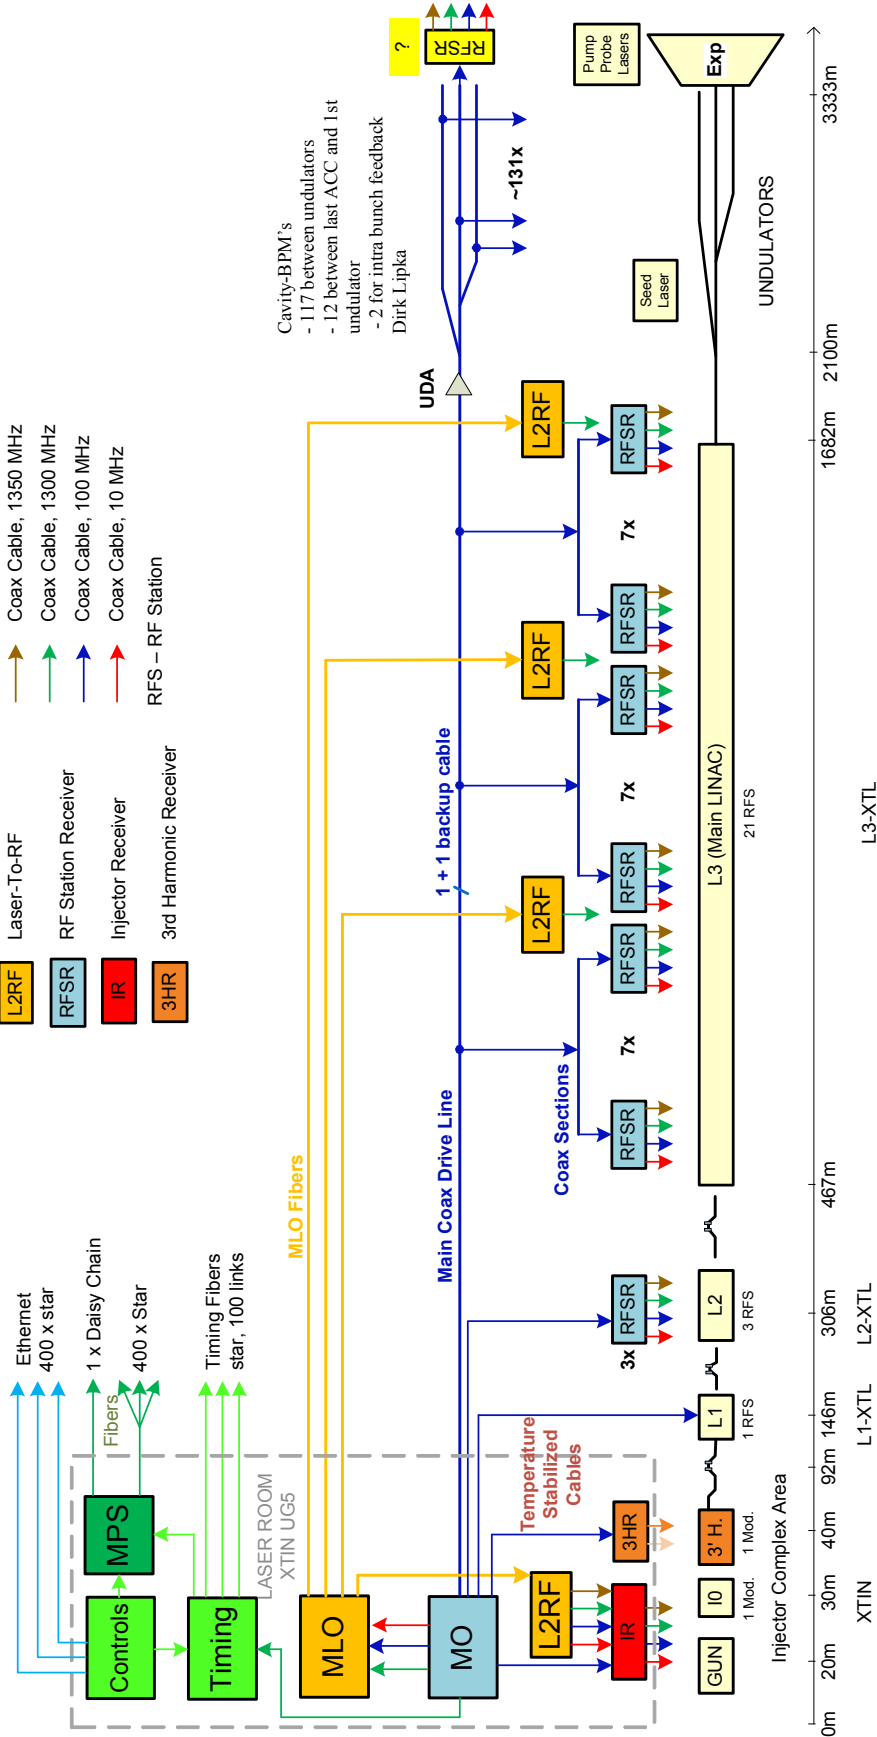 Ethernet
400 x star
1 x Daisy Chain
Fibers
400 x Star
Timing Fibers
star, 100 links
MPS
Controls
Timing
LASER ROOM
XTIN UG5
L2RF
Laser-To-RF
RFSR
RF Station Receiver
IR
Injector Receiver
3HR
3rd Harmonic Receiver
Coax Cable, 1350 MHz
Coax Cable, 1300 MHz
Coax Cable, 100 MHz
Coax Cable, 10 MHz
RFS – RF Station
MLO Fibers
MLO
MO
Main Coax Drive Line
1 + 1 backup cable
UDA
Cavity-BPM's
- 117 between undulators
- 12 between last ACC and 1st
undulator
- 2 for intra bunch feedback
Dirk Lipka
?
RFSR
~131x
Temperature
Stabilized
Cables
Coax Sections
L2RF
L2RF
L2RF
L2RF
IR
3HR
3x
RFSR
RFSR
7x
RFSR
RFSR
7x
RFSR
RFSR
7x
RFSR
Seed
Laser
Pump
Probe
Lasers
GUN
I0
3' H.
L1
L2
L3 (Main LINAC)
Exp
1 Mod.
1 Mod.
1 RFS
3 RFS
21 RFS
UNDULATORS
Injector Complex Area
0m
20m
30m
40m
92m
146m
306m
467m
1682m
2100m
3333m
XTIN
L1-XTL
L2-XTL
L3-XTL